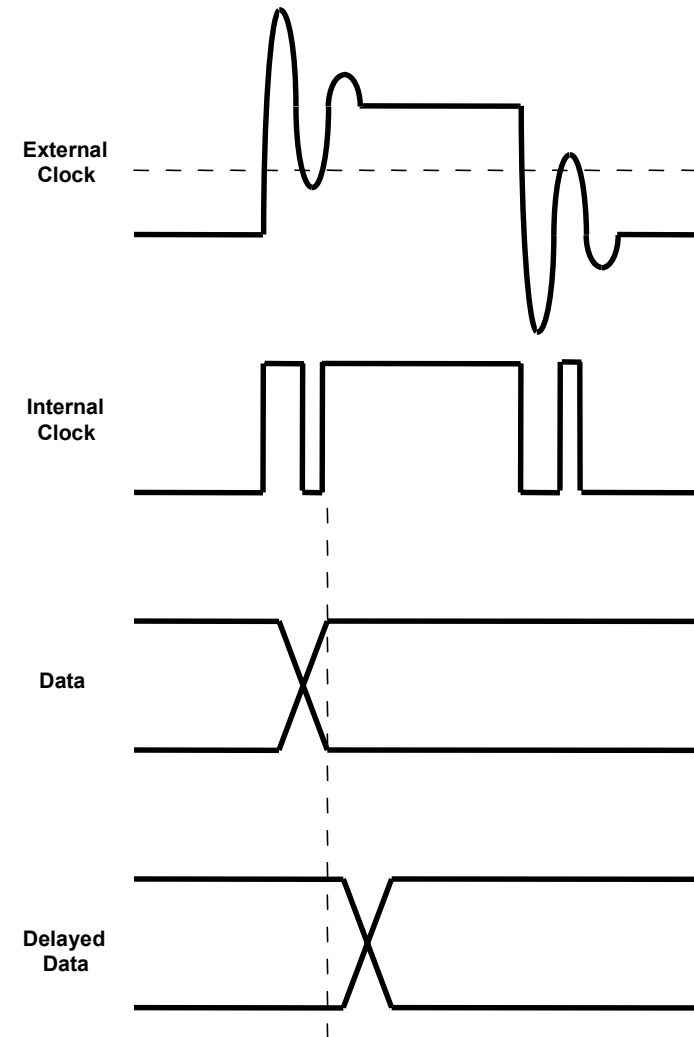 External
Clock
Internal
Clock
Data
Delayed
Data